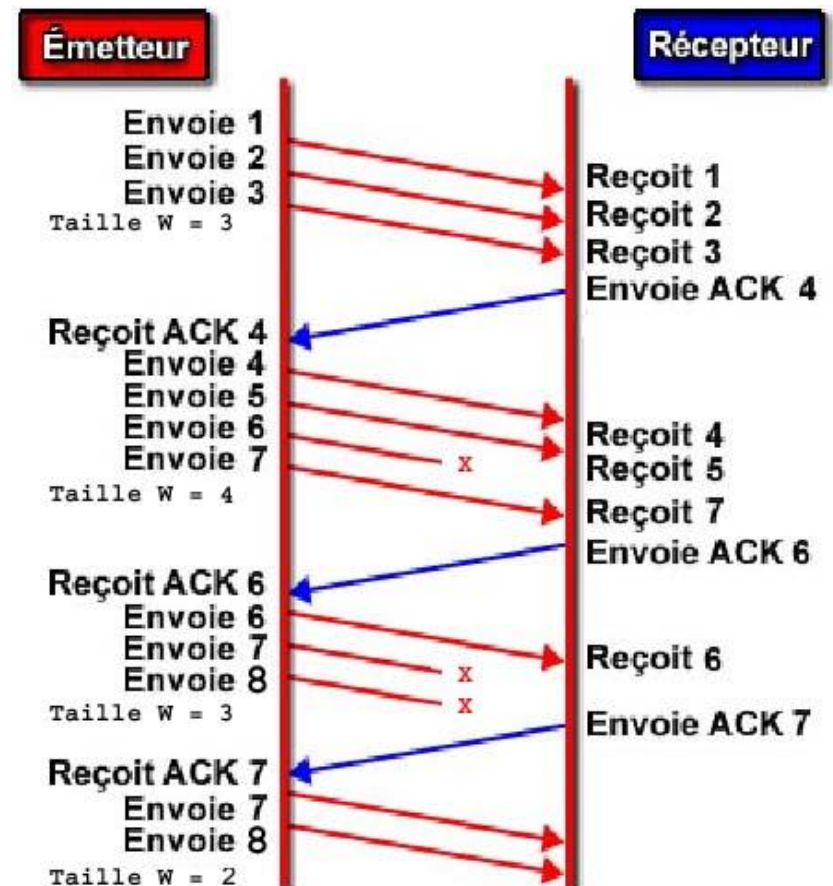 Émetteur
Récepteur
Envoie 1
Envoie 2
Envoie 3
Taille W = 3
Reçoit 1
Reçoit 2
Reçoit 3
Envoie ACK 4
Reçoit ACK 4
Envoie 4
Envoie 5
Envoie 6
Envoie 7
Taille W = 4
x
Reçoit 4
Reçoit 5
Reçoit 7
Envoie ACK 6
Reçoit ACK 6
Envoie 6
Envoie 7
Envoie 8
Taille W = 3
x
x
Reçoit 6
Envoie ACK 7
Reçoit ACK 7
Envoie 7
Envoie 8
Taille W = 2